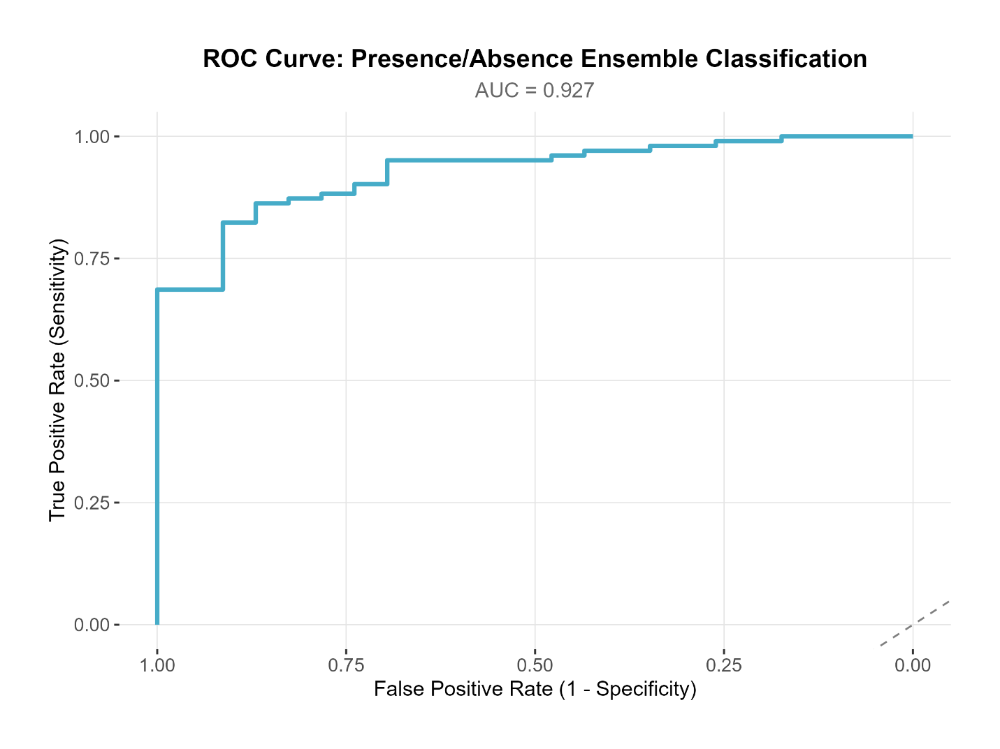 ROC Curve: Presence/Absence Ensemble Classification
AUC = 0.927
True Positive Rate (Sensitivity)
1.00
0.75
0.50
0.25
0.00
1.00 0.75 0.50 0.25 0.00
False Positive Rate (1 - Specificity)